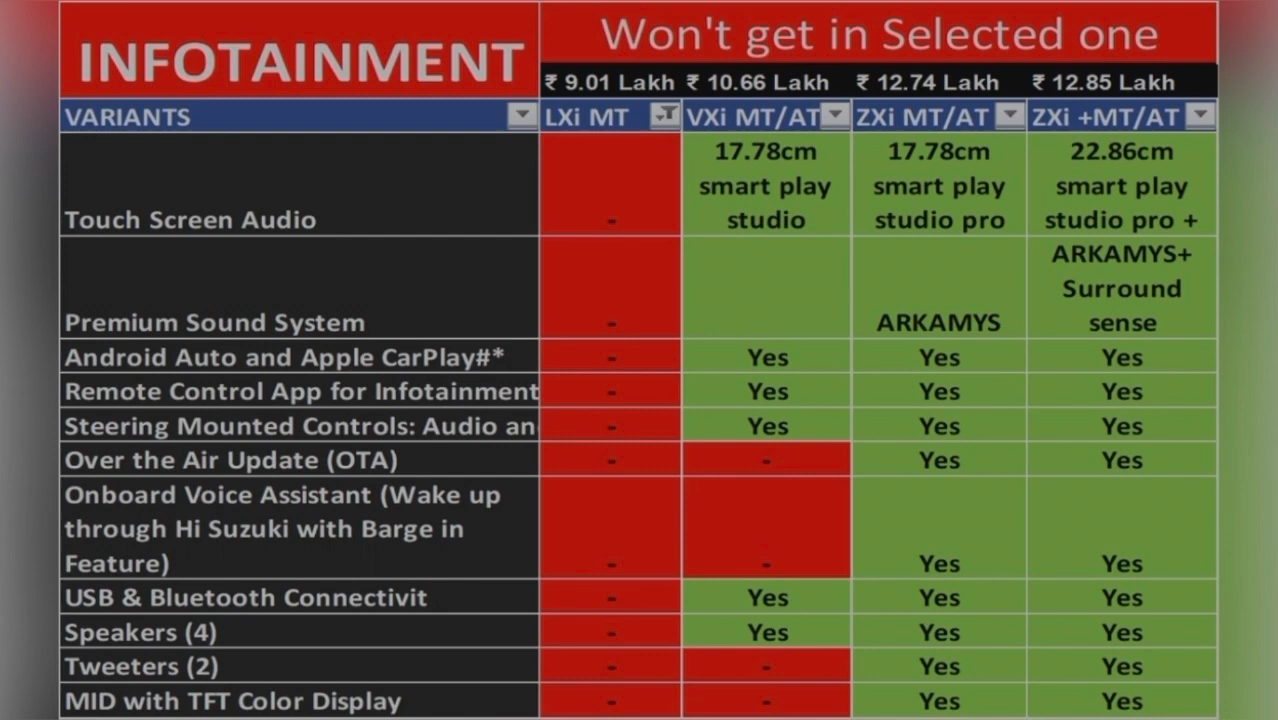 INFOTAINMENT
Won't get in Selected one
₹ 9.01 Lakh ₹ 10.66 Lakh ₹ 12.74 Lakh ₹ 12.85 Lakh
VARIANTS LXi MT VXi MT/AT ZXi MT/AT ZXi +MT/AT
17.78cm 17.78cm 22.86cm
smart play smart play smart play
Touch Screen Audio - studio studio pro studio pro +
ARKAMYS+
Surround
Premium Sound System - ARKAMYS sense
Android Auto and Apple CarPlay#* - Yes Yes Yes
Remote Control App for Infotainment - Yes Yes Yes
Steering Mounted Controls: Audio an - Yes Yes Yes
Over the Air Update (OTA) - - Yes Yes
Onboard Voice Assistant (Wake up
through Hi Suzuki with Barge in
Feature) - - Yes Yes
USB & Bluetooth Connectivit - Yes Yes Yes
Speakers (4) - Yes Yes Yes
Tweeters (2) - - Yes Yes
MID with TFT Color Display - - Yes Yes